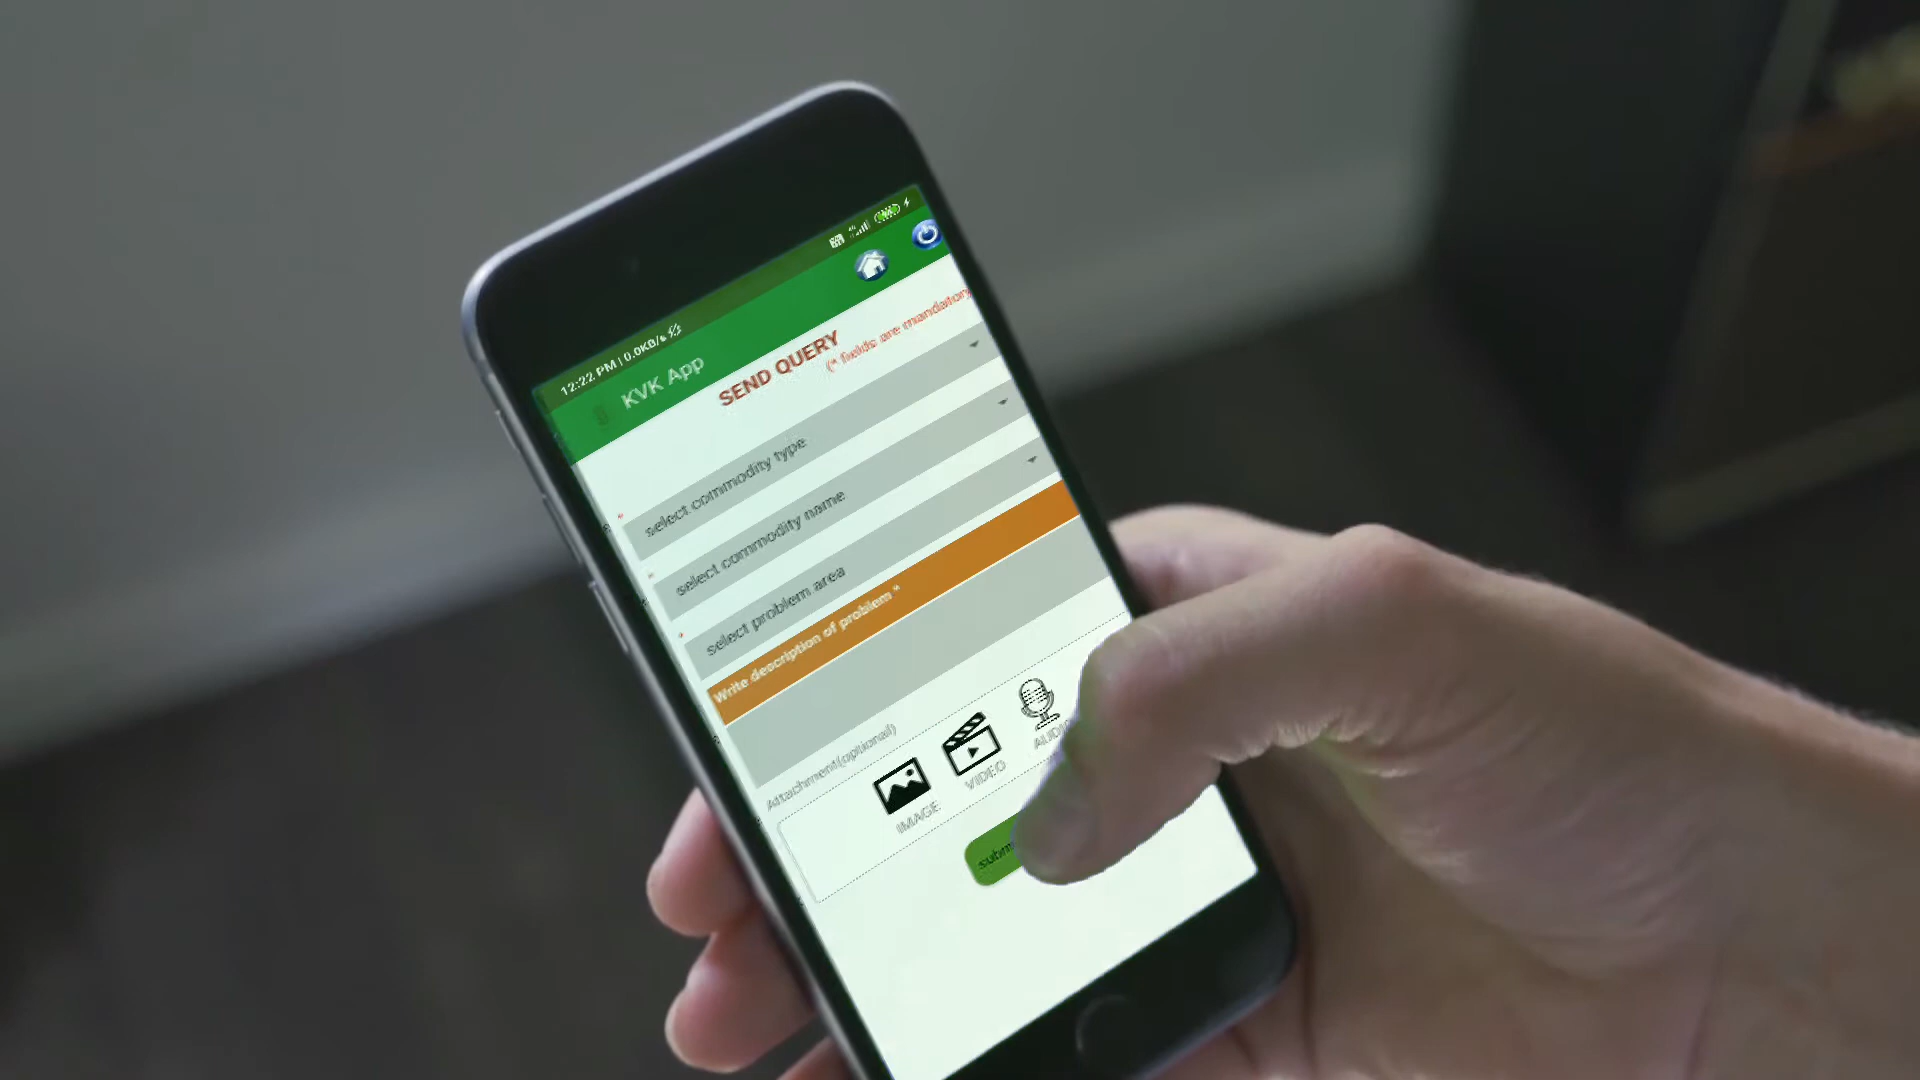 12:22 PM | 0.0KB/s
KVK App
SEND QUERY
(* fields are mandatory
* select commodity type
* select commodity name
* select problem area
Write description of problem *
Attachment(optional)
IMAGE
VIDEO
AUDIO
submit